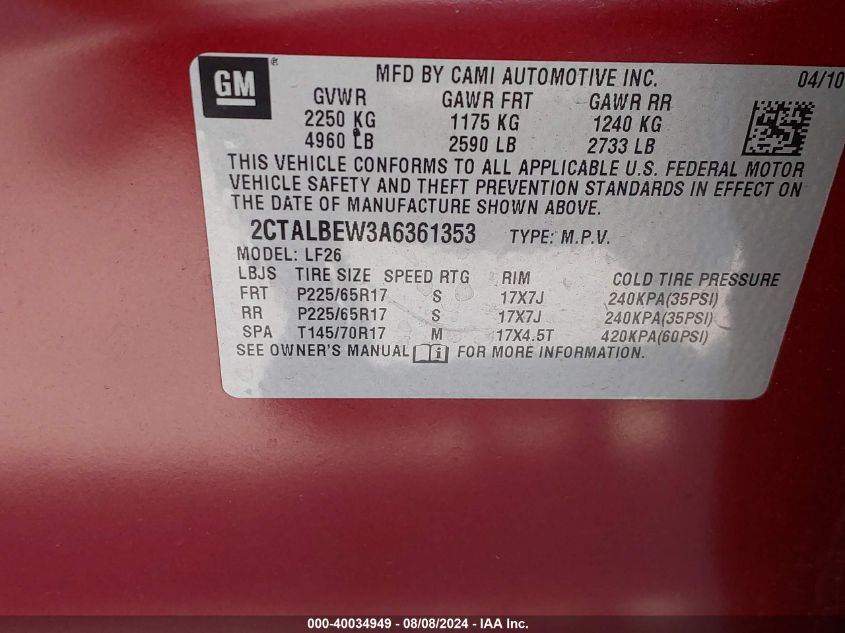 GM ®
MFD BY CAMI AUTOMOTIVE INC. 04/10
GVWR GAWR FRT GAWR RR
2250 KG 1175 KG 1240 KG
4960 LB 2590 LB 2733 LB
THIS VEHICLE CONFORMS TO ALL APPLICABLE U.S. FEDERAL MOTOR
VEHICLE SAFETY AND THEFT PREVENTION STANDARDS IN EFFECT ON
THE DATE OF MANUFACTURE SHOWN ABOVE.
2CTALBEW3A6361353 TYPE: M.P.V.
MODEL: LF26
LBJS TIRE SIZE SPEED RTG RIM COLD TIRE PRESSURE
FRT P225/65R17 S 17X7J 240KPA(35PSI)
RR P225/65R17 S 17X7J 240KPA(35PSI)
SPA T145/70R17 M 17X4.5T 420KPA(60PSI)
SEE OWNER'S MANUAL i FOR MORE INFORMATION.
000-40034949 - 08/08/2024 - IAA Inc.